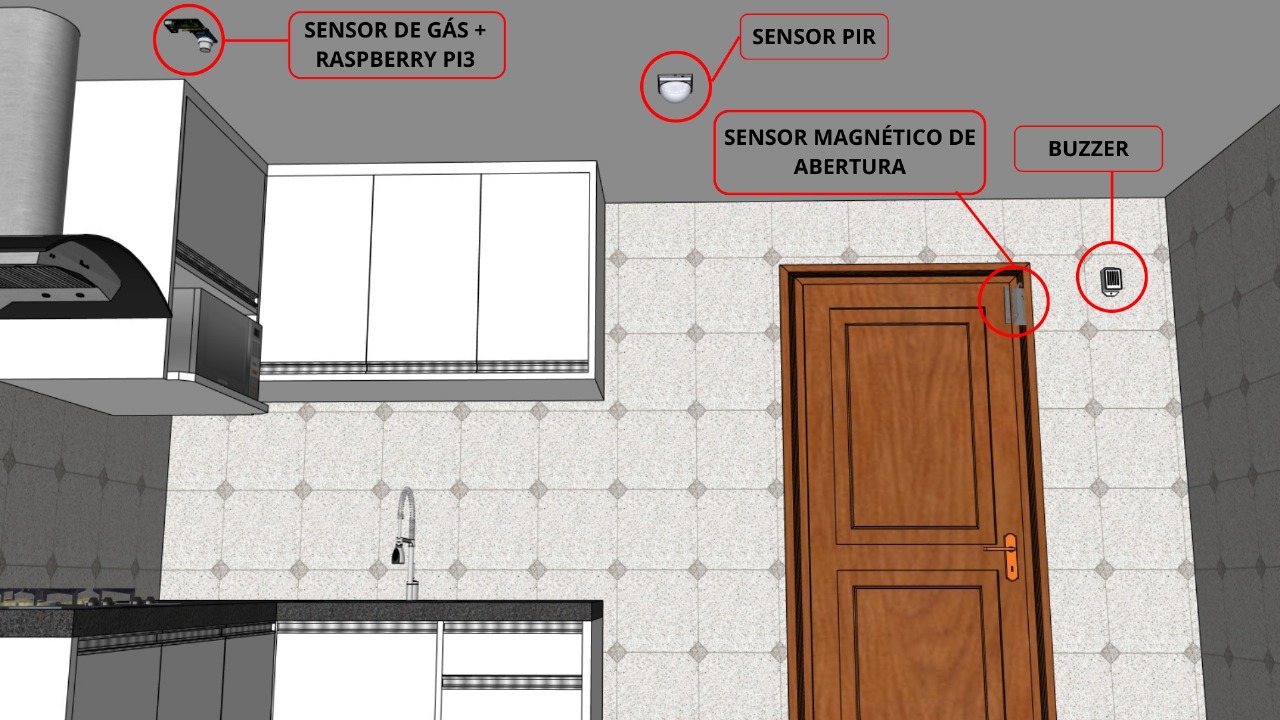 SENSOR DE GÁS +
RASPBERRY PI3
SENSOR PIR
SENSOR MAGNÉTICO DE
ABERTURA
BUZZER